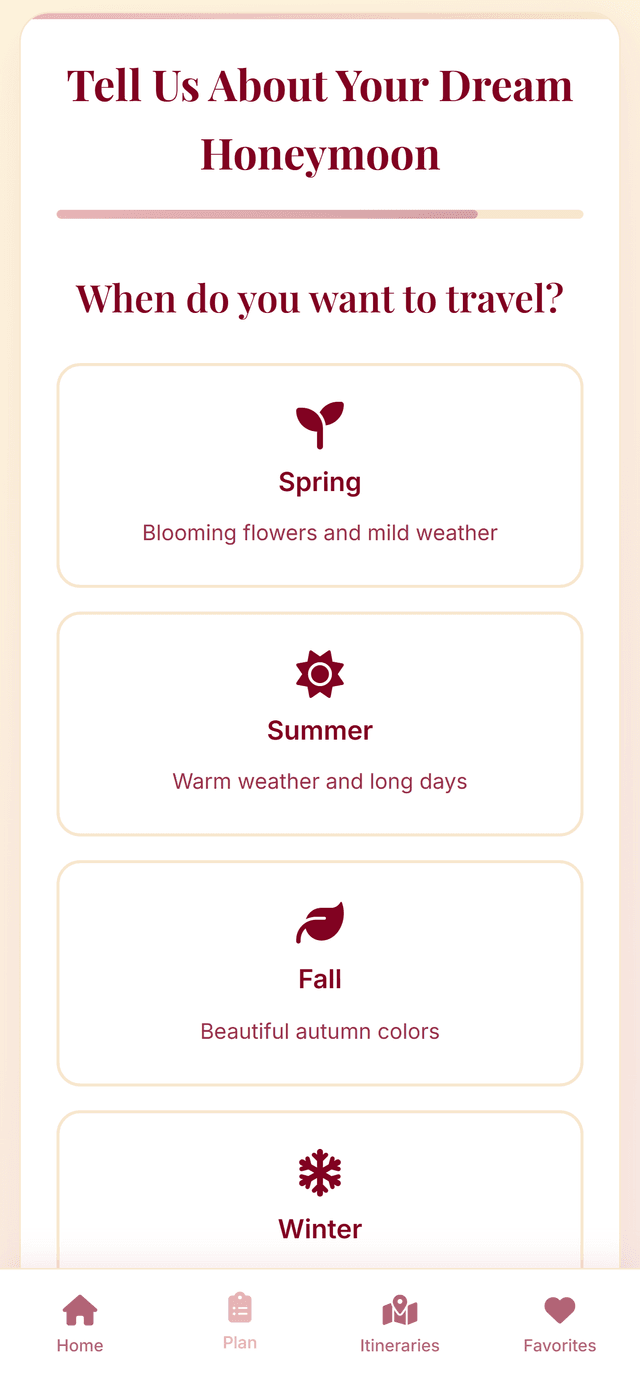 Tell Us About Your Dream
Honeymoon
When do you want to travel?
Spring
Blooming flowers and mild weather
Summer
Warm weather and long days
Fall
Beautiful autumn colors
Winter
Home
Plan
Itineraries
Favorites